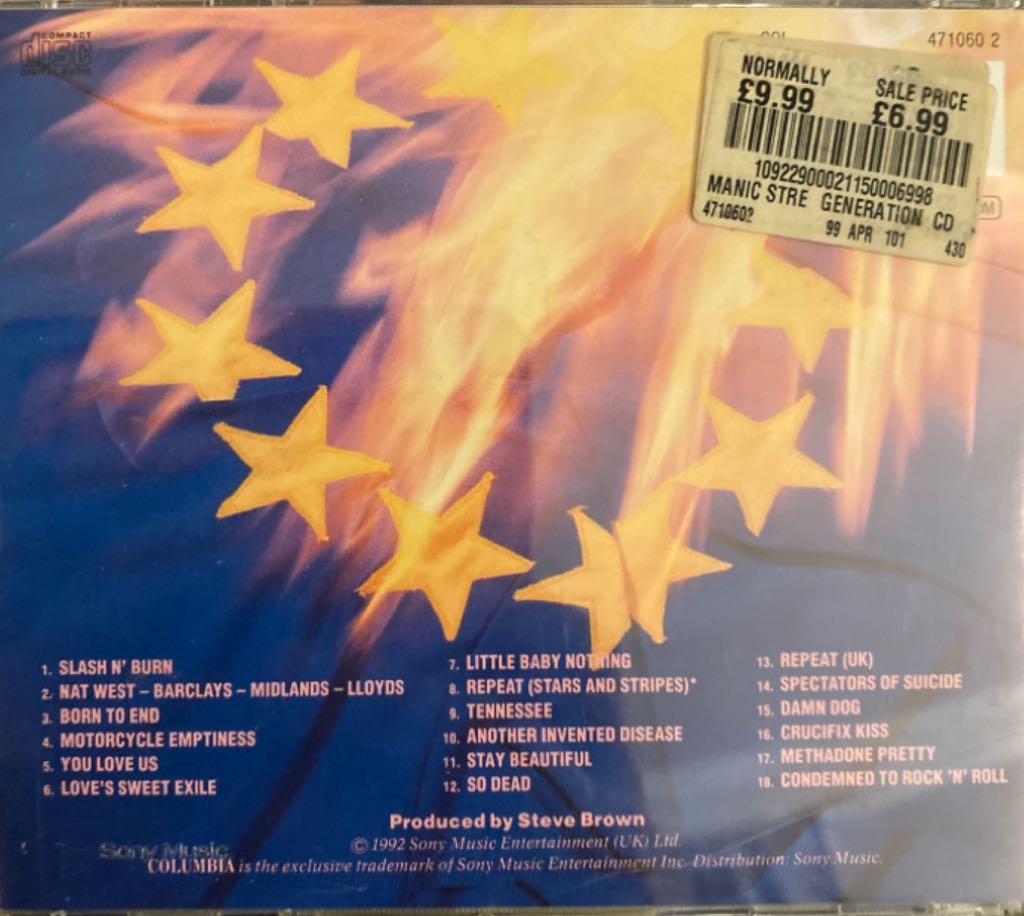 COMPACT
disc
DIGITAL AUDIO
471060 2
NORMALLY SALE PRICE
£9.99 £6.99
10922900021150006998
MANIC STRE GENERATION CD
4710602 99 APR 101 430
1. SLASH N' BURN
2. NAT WEST – BARCLAYS – MIDLANDS – LLOYDS
3. BORN TO END
4. MOTORCYCLE EMPTINESS
5. YOU LOVE US
6. LOVE'S SWEET EXILE
7. LITTLE BABY NOTHING
8. REPEAT (STARS AND STRIPES)*
9. TENNESSEE
10. ANOTHER INVENTED DISEASE
11. STAY BEAUTIFUL
12. SO DEAD
13. REPEAT (UK)
14. SPECTATORS OF SUICIDE
15. DAMN DOG
16. CRUCIFIX KISS
17. METHADONE PRETTY
18. CONDEMNED TO ROCK 'N' ROLL
Produced by Steve Brown
© 1992 Sony Music Entertainment (UK) Ltd.
Sony Music
COLUMBIA is the exclusive trademark of Sony Music Entertainment Inc. Distribution: Sony Music.